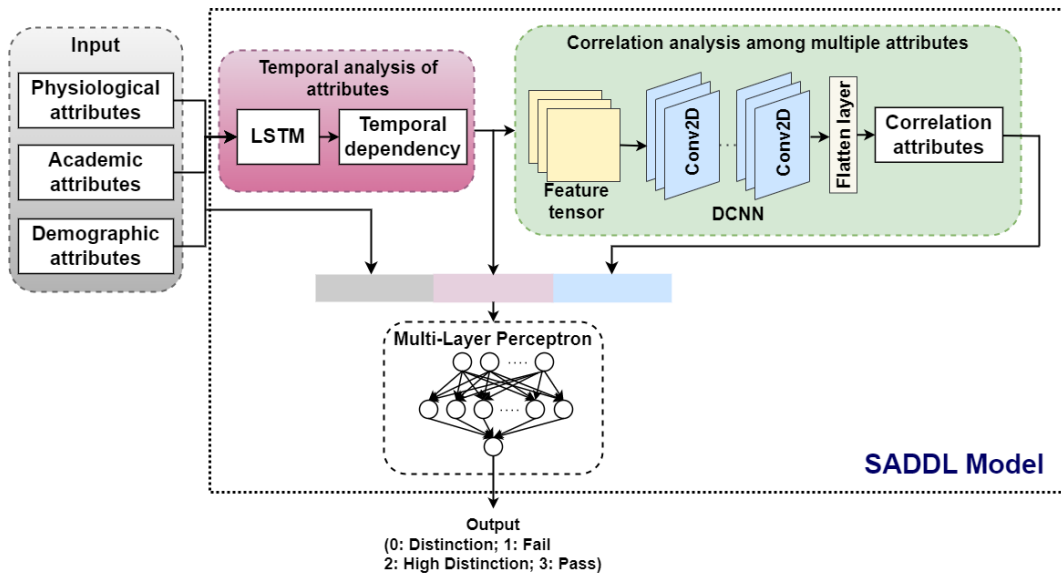 Input
Physiological
attributes
Academic
attributes
Demographic
attributes
Temporal analysis of
attributes
LSTM
Temporal
dependency
Correlation analysis among multiple attributes
Feature
tensor
Conv2D
Conv2D
DCNN
Flatten layer
Correlation
attributes
Multi-Layer Perceptron
SADDL Model
Output
(0: Distinction; 1: Fail
2: High Distinction; 3: Pass)